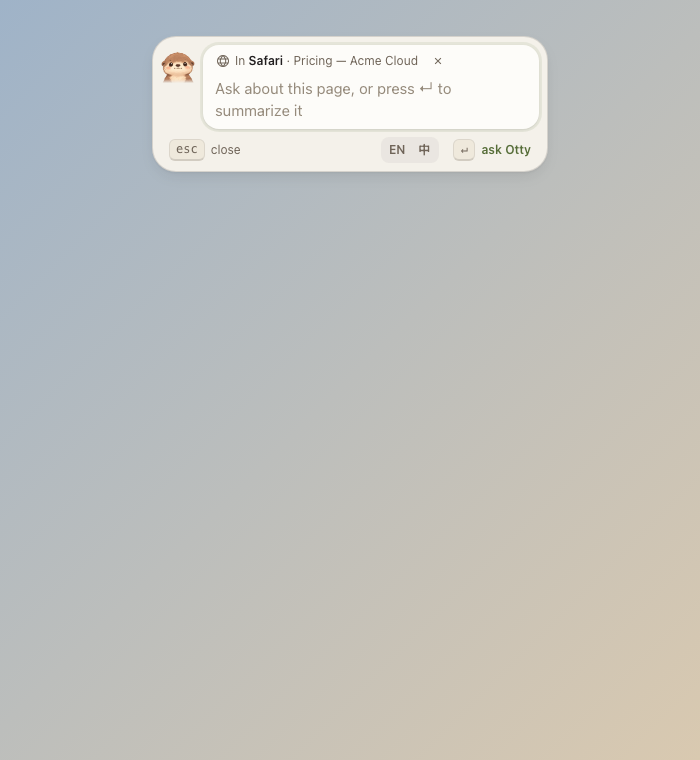 In Safari · Pricing — Acme Cloud ×
Ask about this page, or press ↵ to
summarize it
esc close EN 中 ↵ ask Otty